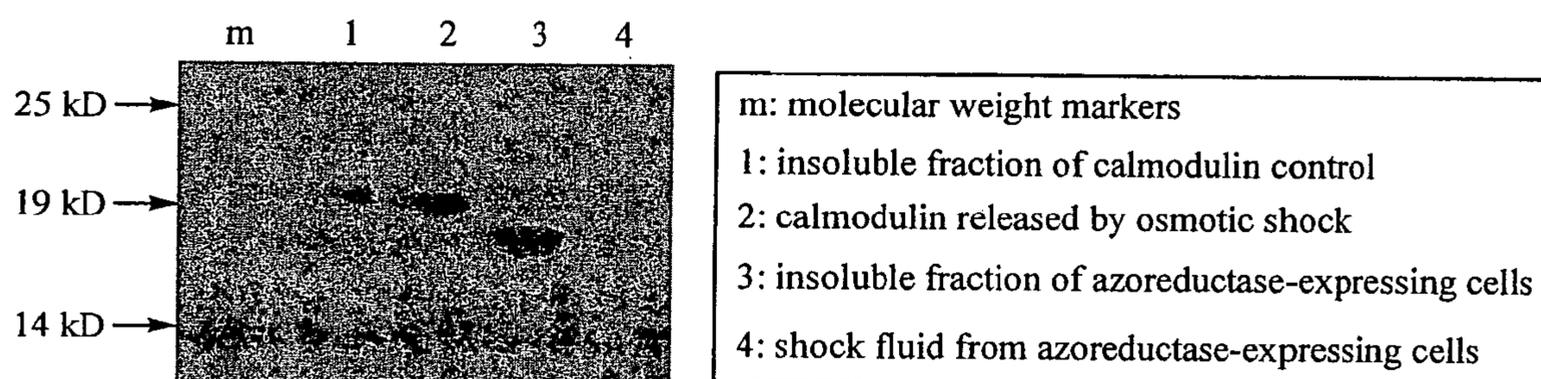 m 1 2 3 4
25 kD
19 kD
14 kD
m: molecular weight markers
1: insoluble fraction of calmodulin control
2: calmodulin released by osmotic shock
3: insoluble fraction of azoreductase-expressing cells
4: shock fluid from azoreductase-expressing cells